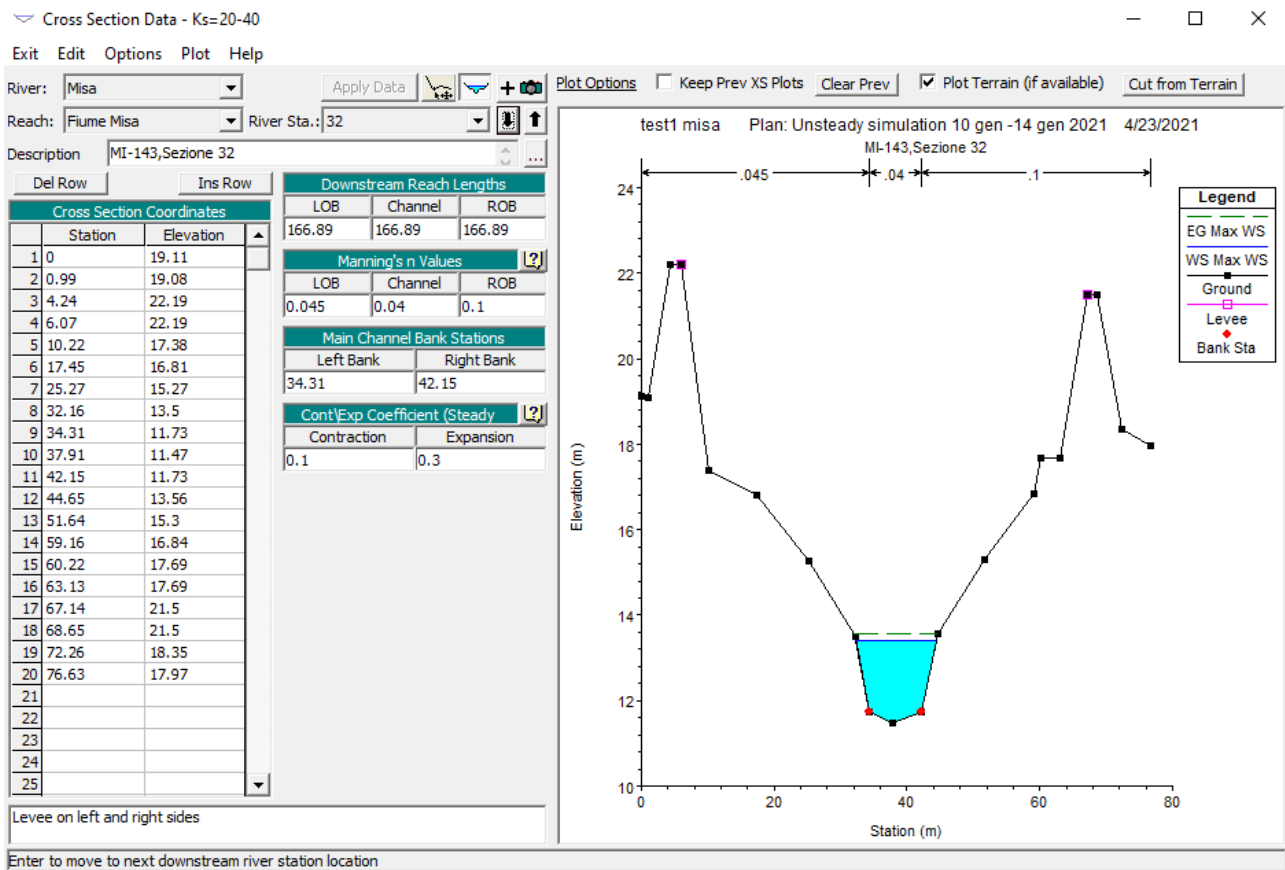 Cross Section Data - Ks=20-40
Exit Edit Options Plot Help
River: Misa Apply Data
Reach: Fiume Misa River Sta.: 32
Description MI-143,Sezione 32 ...
Del Row Ins Row
Cross Section Coordinates
Station Elevation
1 0 19.11
2 0.99 19.08
3 4.24 22.19
4 6.07 22.19
5 10.22 17.38
6 17.45 16.81
7 25.27 15.27
8 32.16 13.5
9 34.31 11.73
10 37.91 11.47
11 42.15 11.73
12 44.65 13.56
13 51.64 15.3
14 59.16 16.84
15 60.22 17.69
16 63.13 17.69
17 67.14 21.5
18 68.65 21.5
19 72.26 18.35
20 76.63 17.97
21
22
23
24
25
Downstream Reach Lengths
LOB Channel ROB
166.89 166.89 166.89
Manning's n Values ?
LOB Channel ROB
0.045 0.04 0.1
Main Channel Bank Stations
Left Bank Right Bank
34.31 42.15
Cont\Exp Coefficient (Steady ?
Contraction Expansion
0.1 0.3
Levee on left and right sides
Enter to move to next downstream river station location
Plot Options Keep Prev XS Plots Clear Prev Plot Terrain (if available) Cut from Terrain
test1 misa Plan: Unsteady simulation 10 gen -14 gen 2021 4/23/2021
MI-143,Sezione 32
.045 .04 .1
24
22
20
18
16
14
12
10
Elevation (m)
0 20 40 60 80
Station (m)
Legend
EG Max WS
WS Max WS
Ground
Levee
Bank Sta